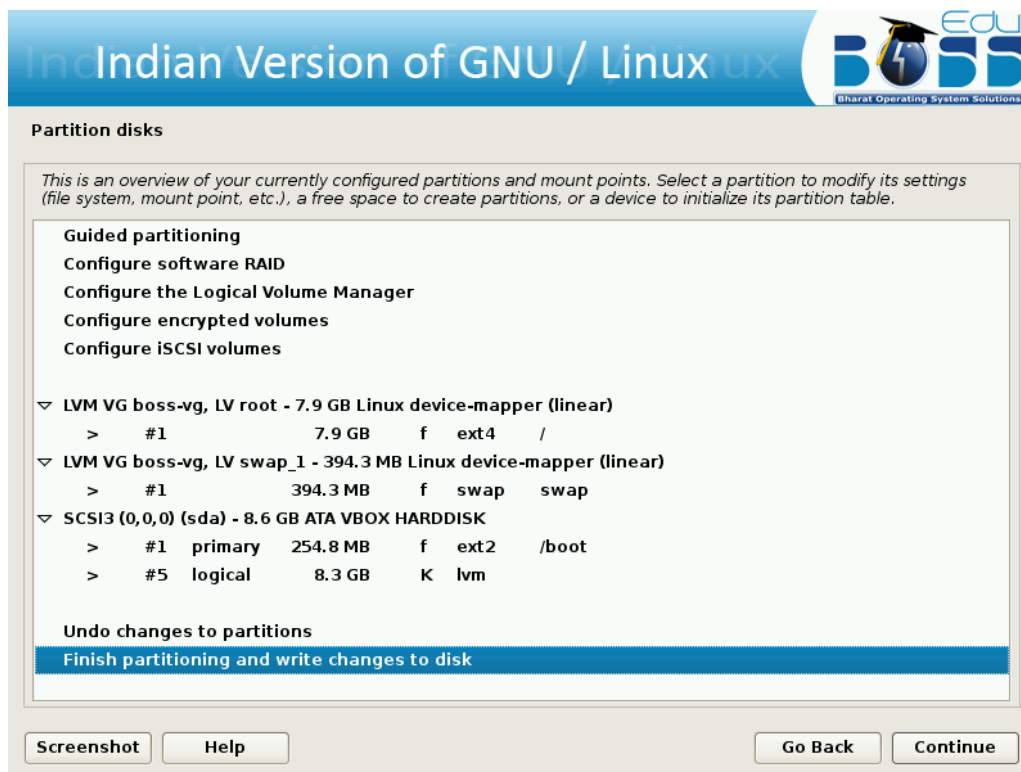 Indian Version of GNU / Linux
Edu
BOSS
Bharat Operating System Solutions
Partition disks
This is an overview of your currently configured partitions and mount points. Select a partition to modify its settings
(file system, mount point, etc.), a free space to create partitions, or a device to initialize its partition table.
Guided partitioning
Configure software RAID
Configure the Logical Volume Manager
Configure encrypted volumes
Configure iSCSI volumes
LVM VG boss-vg, LV root - 7.9 GB Linux device-mapper (linear)
> #1 7.9 GB f ext4 /
LVM VG boss-vg, LV swap_1 - 394.3 MB Linux device-mapper (linear)
> #1 394.3 MB f swap swap
SCSI3 (0,0,0) (sda) - 8.6 GB ATA VBOX HARDDISK
> #1 primary 254.8 MB f ext2 /boot
> #5 logical 8.3 GB K lvm
Undo changes to partitions
Finish partitioning and write changes to disk
Screenshot Help Go Back Continue